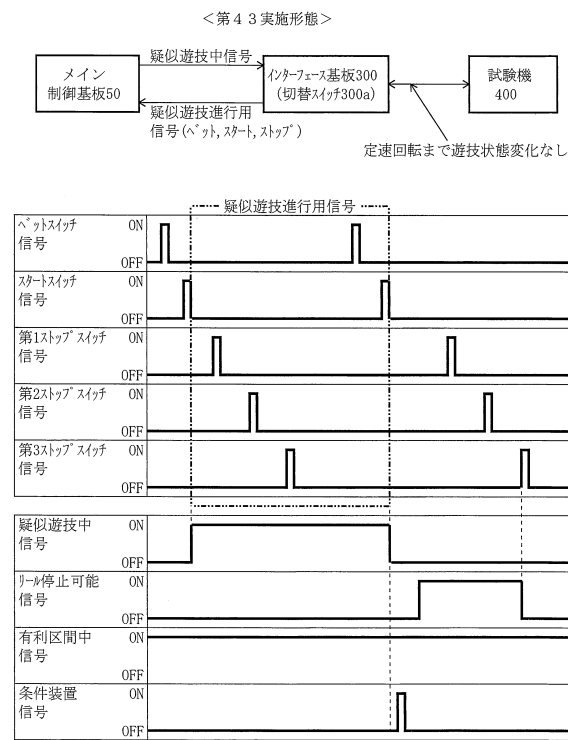 ＜第４３実施形態＞
疑似遊技中信号
メイン
制御基板50
インターフェース基板300
(切替スイッチ300a)
試験機
400
疑似遊技進行用
信号(ベット,スタート,ストップ)
定速回転まで遊技状態変化なし
疑似遊技進行用信号
ベットスイッチ
信号
ON
OFF
スタートスイッチ
信号
ON
OFF
第1ストップスイッチ
信号
ON
OFF
第2ストップスイッチ
信号
ON
OFF
第3ストップスイッチ
信号
ON
OFF
疑似遊技中
信号
ON
OFF
リール停止可能
信号
ON
OFF
有利区間中
信号
ON
OFF
条件装置
信号
ON
OFF